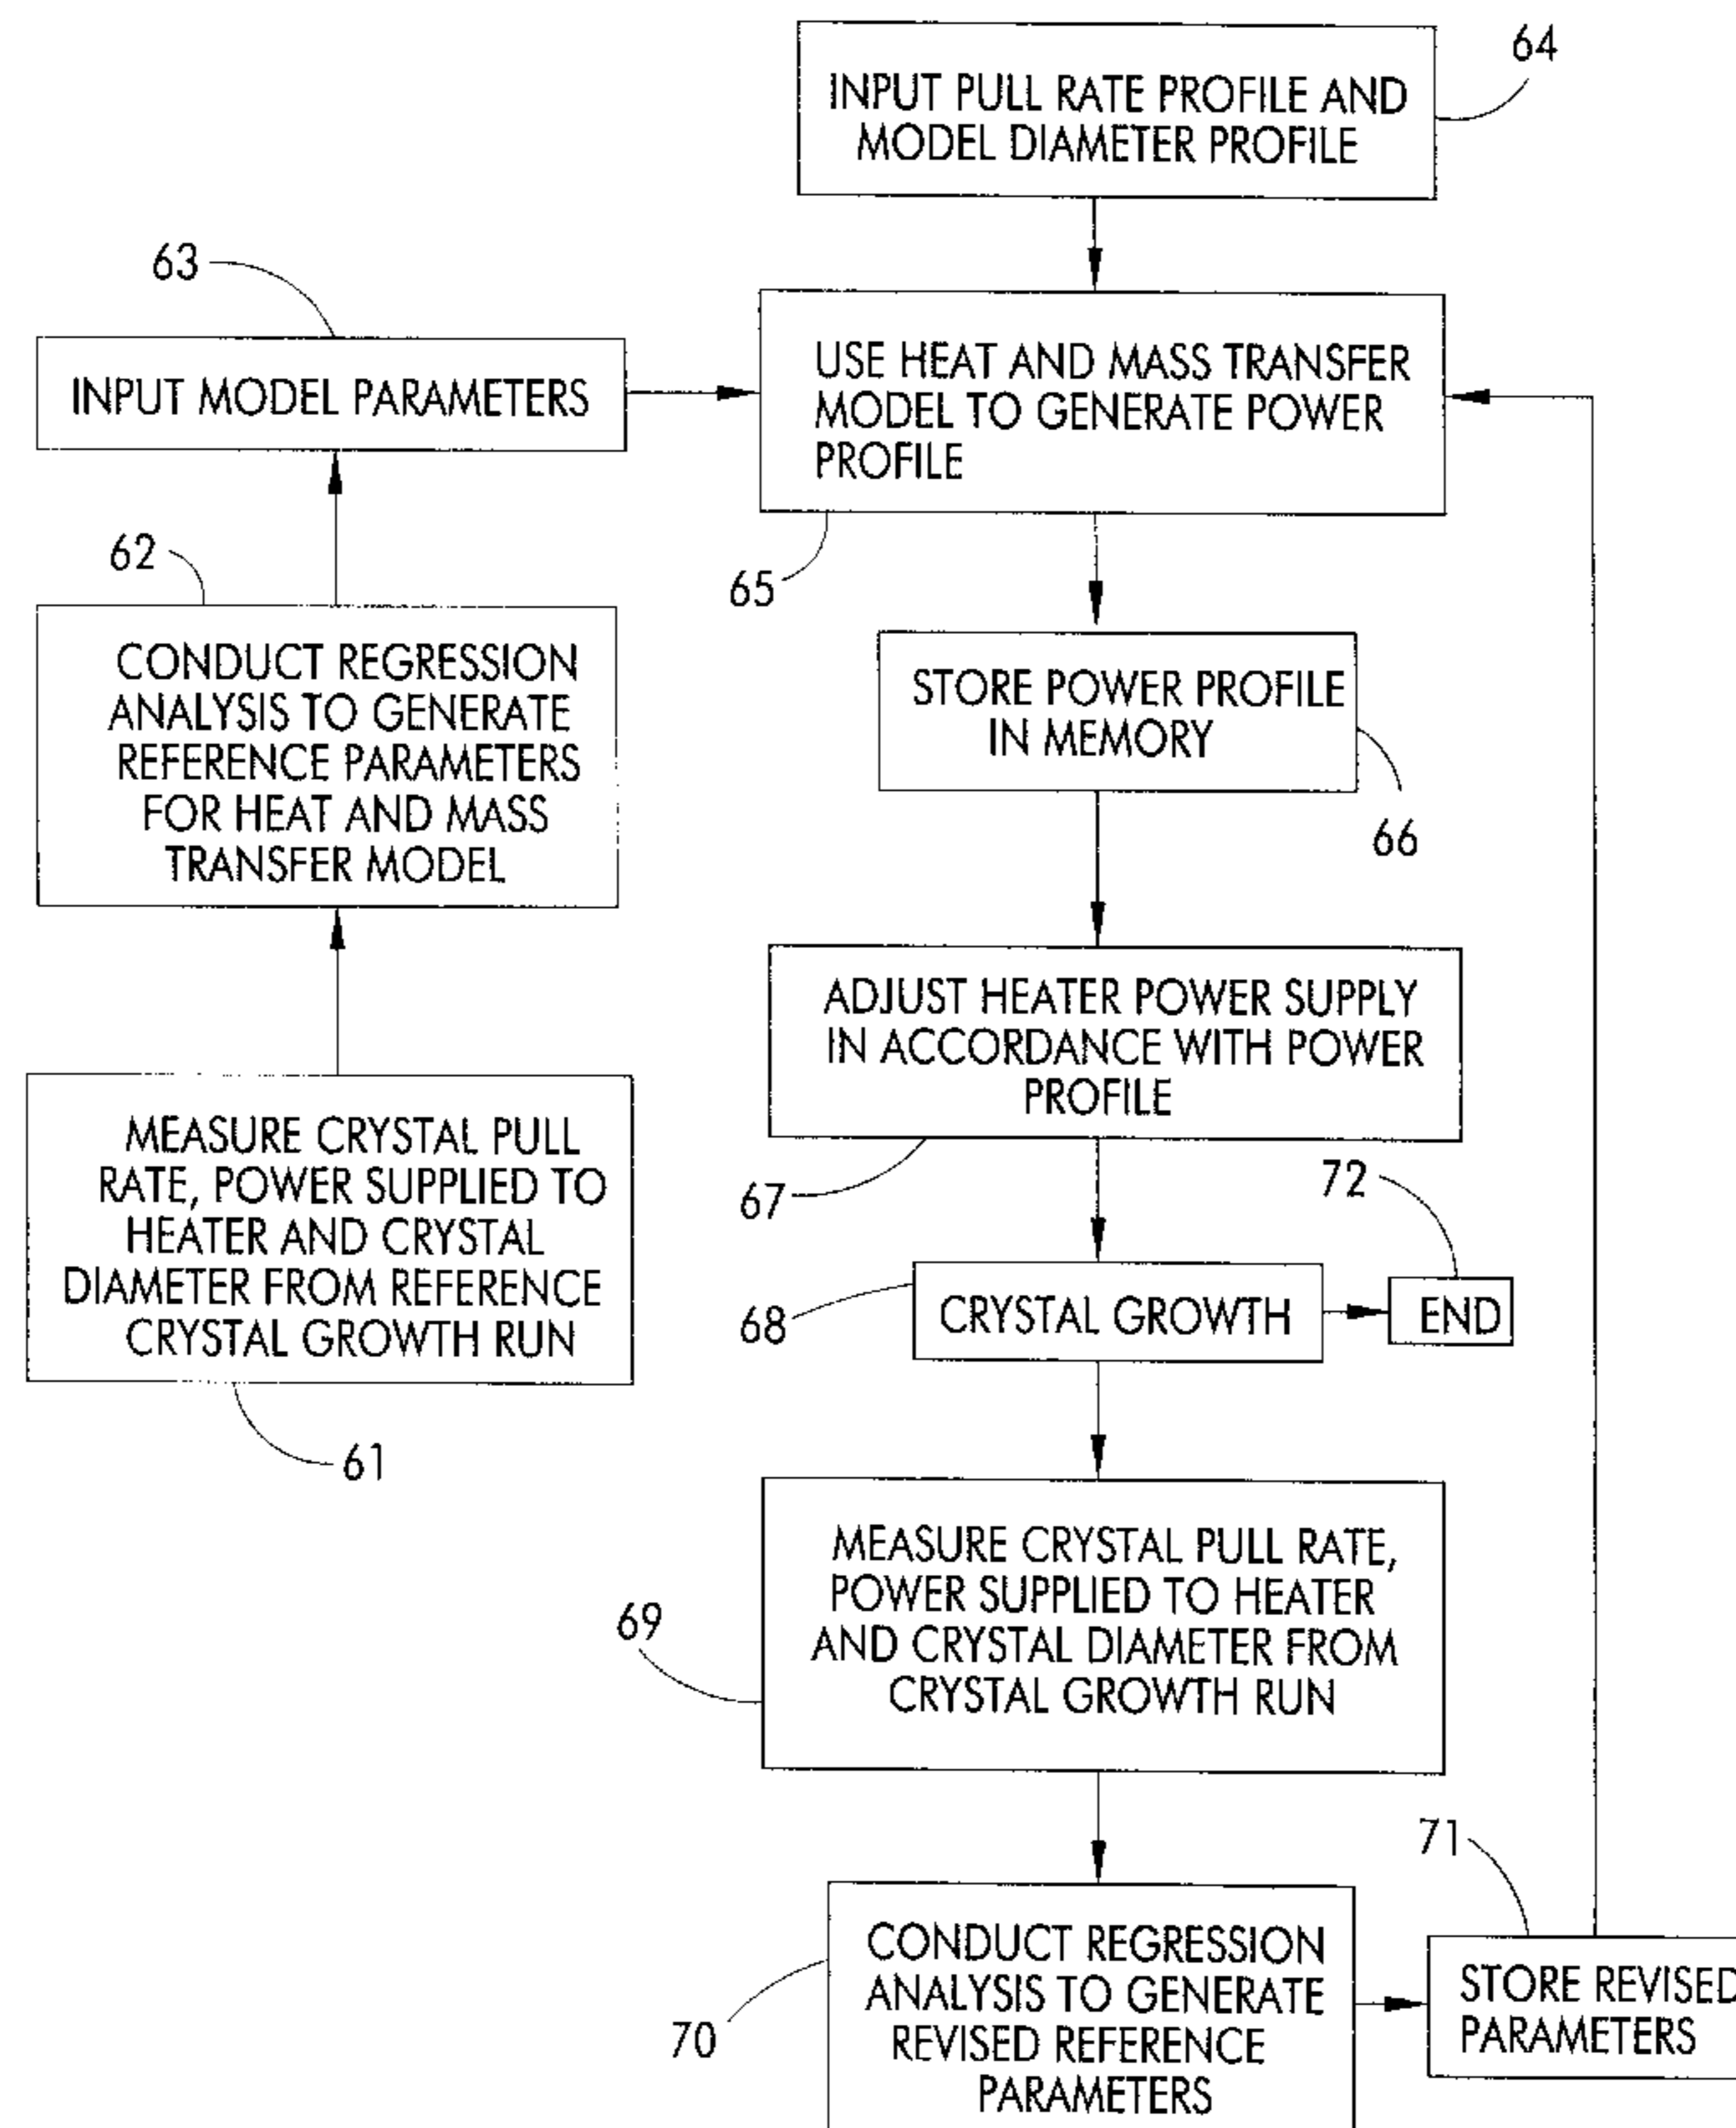 64
INPUT PULL RATE PROFILE AND
MODEL DIAMETER PROFILE
63
INPUT MODEL PARAMETERS
USE HEAT AND MASS TRANSFER
MODEL TO GENERATE POWER
PROFILE
65
62
CONDUCT REGRESSION
ANALYSIS TO GENERATE
REFERENCE PARAMETERS
FOR HEAT AND MASS
TRANSFER MODEL
STORE POWER PROFILE
IN MEMORY
66
ADJUST HEATER POWER SUPPLY
IN ACCORDANCE WITH POWER
PROFILE
67
72
MEASURE CRYSTAL PULL
RATE, POWER SUPPLIED TO
HEATER AND CRYSTAL
DIAMETER FROM REFERENCE
CRYSTAL GROWTH RUN
61
68
CRYSTAL GROWTH
END
69
MEASURE CRYSTAL PULL RATE,
POWER SUPPLIED TO HEATER
AND CRYSTAL DIAMETER FROM
CRYSTAL GROWTH RUN
71
70
CONDUCT REGRESSION
ANALYSIS TO GENERATE
REVISED REFERENCE
PARAMETERS
STORE REVISED
PARAMETERS